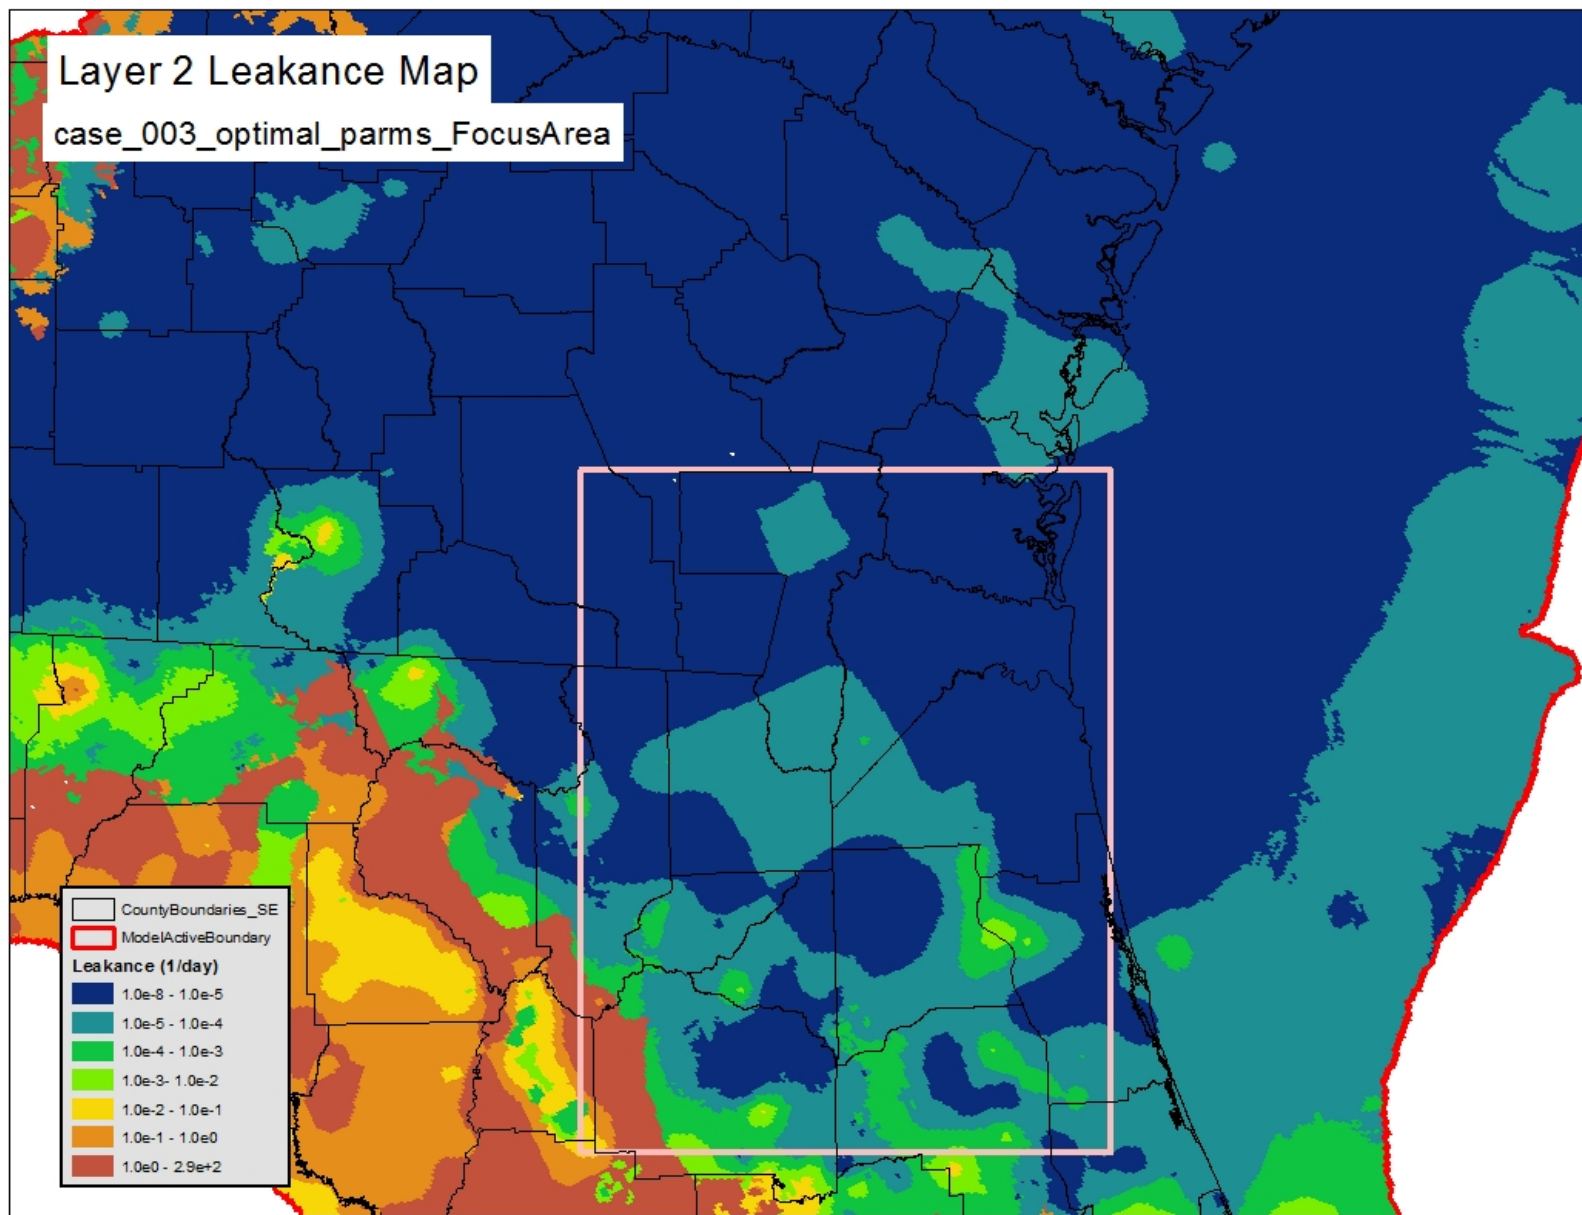 Layer 2 Leakance Map
case_003_optimal_parms_FocusArea
CountyBoundaries_SE
ModelActiveBoundary
Leakance (1/day)
1.0e-8 - 1.0e-5
1.0e-5 - 1.0e-4
1.0e-4 - 1.0e-3
1.0e-3- 1.0e-2
1.0e-2 - 1.0e-1
1.0e-1 - 1.0e0
1.0e0 - 2.9e+2